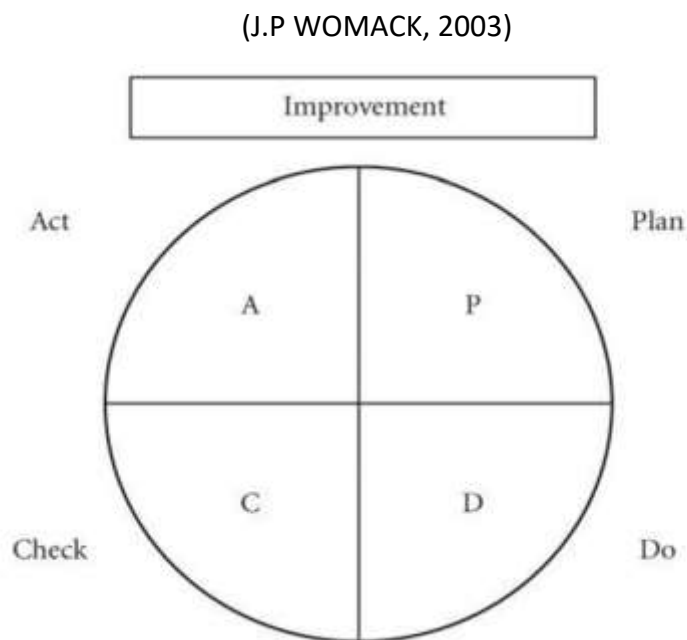 (J.P WOMACK, 2003)
Improvement
Act
Plan
A
P
C
D
Check
Do